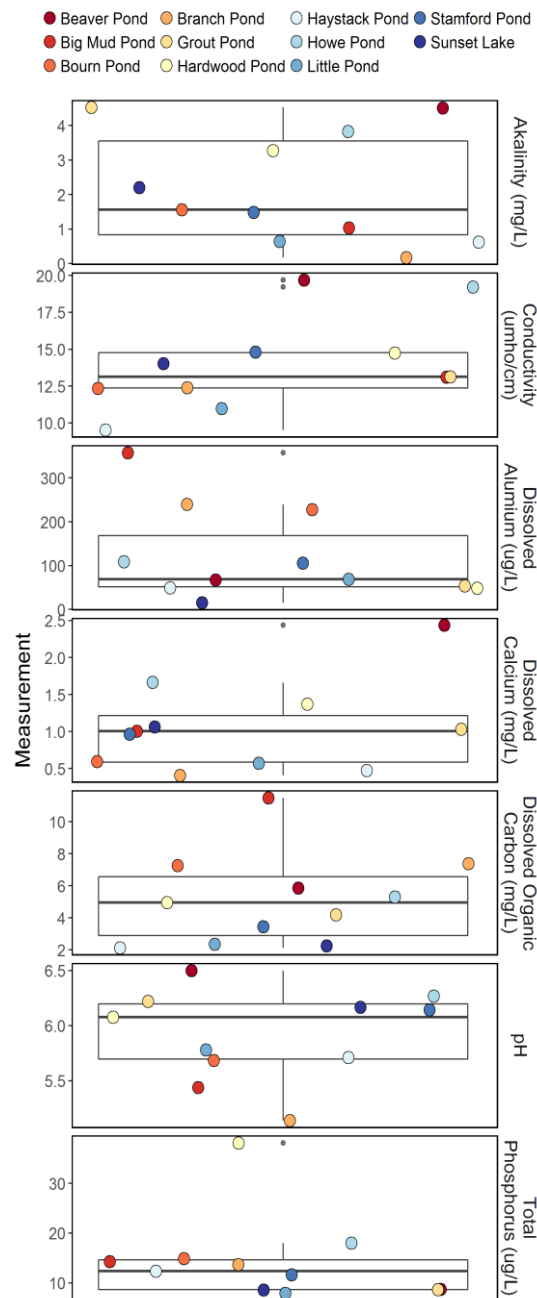 Beaver Pond Branch Pond Haystack Pond Stamford Pond
Big Mud Pond Grout Pond Howe Pond Sunset Lake
Bourn Pond Hardwood Pond Little Pond
Measurement
4
3
2
1
0
Akalinity (mg/L)
20.0
17.5
15.0
12.5
10.0
Conductivity
(umho/cm)
300
200
100
0
Dissolved
Alumium (ug/L)
2.5
2.0
1.5
1.0
0.5
Dissolved
Calcium (mg/L)
10
8
6
4
2
Dissolved Organic
Carbon (mg/L)
6.5
6.0
5.5
pH
30
20
10
Total
Phosphorus (ug/L)